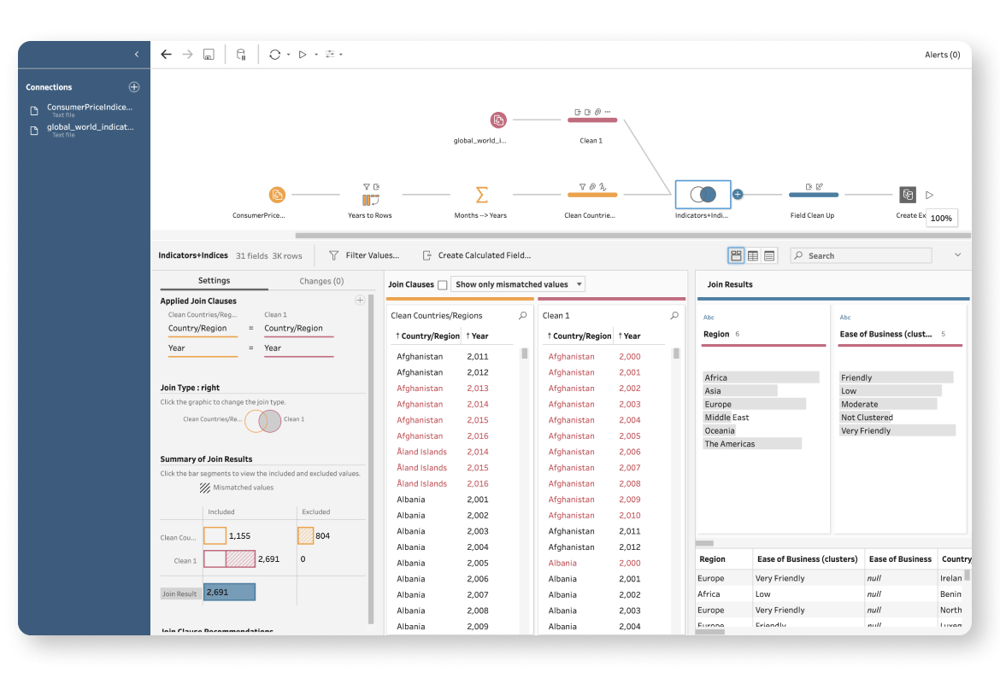 Alerts (0)
Connections
ConsumerPriceIndice...
Text file
global_world_indicat...
Text file
global_world_i...
Clean 1
ConsumerPrice...
Years to Rows
Months --> Years
Clean Countrie...
Indicators+Indi...
Field Clean Up
Create Ex
100%
Indicators+Indices 31 fields 3K rows
Filter Values...
Create Calculated Field...
Search
Settings
Changes (0)
Applied Join Clauses
Clean Countries/Reg... Clean 1
Country/Region = Country/Region
Year = Year
Join Type : right
Click the graphic to change the join type.
Clean Countries/Re... Clean 1
Summary of Join Results
Click the bar segments to view the included and excluded values.
Mismatched values
Included Excluded
Clean Cou... 1,155 804
Clean 1 2,691 0
Join Result 2,691
Join Clause Recommendations
Join Clauses Show only mismatched values
Clean Countries/Regions
Country/Region Year
Afghanistan 2,011
Afghanistan 2,012
Afghanistan 2,013
Afghanistan 2,014
Afghanistan 2,015
Afghanistan 2,016
Åland Islands 2,014
Åland Islands 2,015
Åland Islands 2,016
Albania 2,001
Albania 2,002
Albania 2,003
Albania 2,004
Albania 2,005
Albania 2,006
Albania 2,007
Albania 2,008
Albania 2,009
Clean 1
Country/Region Year
Afghanistan 2,000
Afghanistan 2,001
Afghanistan 2,002
Afghanistan 2,003
Afghanistan 2,004
Afghanistan 2,005
Afghanistan 2,006
Afghanistan 2,007
Afghanistan 2,008
Afghanistan 2,009
Afghanistan 2,010
Afghanistan 2,011
Afghanistan 2,012
Albania 2,000
Albania 2,001
Albania 2,002
Albania 2,003
Albania 2,004
Join Results
Abc
Region 6
Africa
Asia
Europe
Middle East
Oceania
The Americas
Abc
Ease of Business (clust... 5
Friendly
Low
Moderate
Not Clustered
Very Friendly
Region Ease of Business (clusters) Ease of Business Country
Europe Very Friendly null Irelan
Africa Low null Benin
Europe Very Friendly null North
Europe Friendly null Luxem